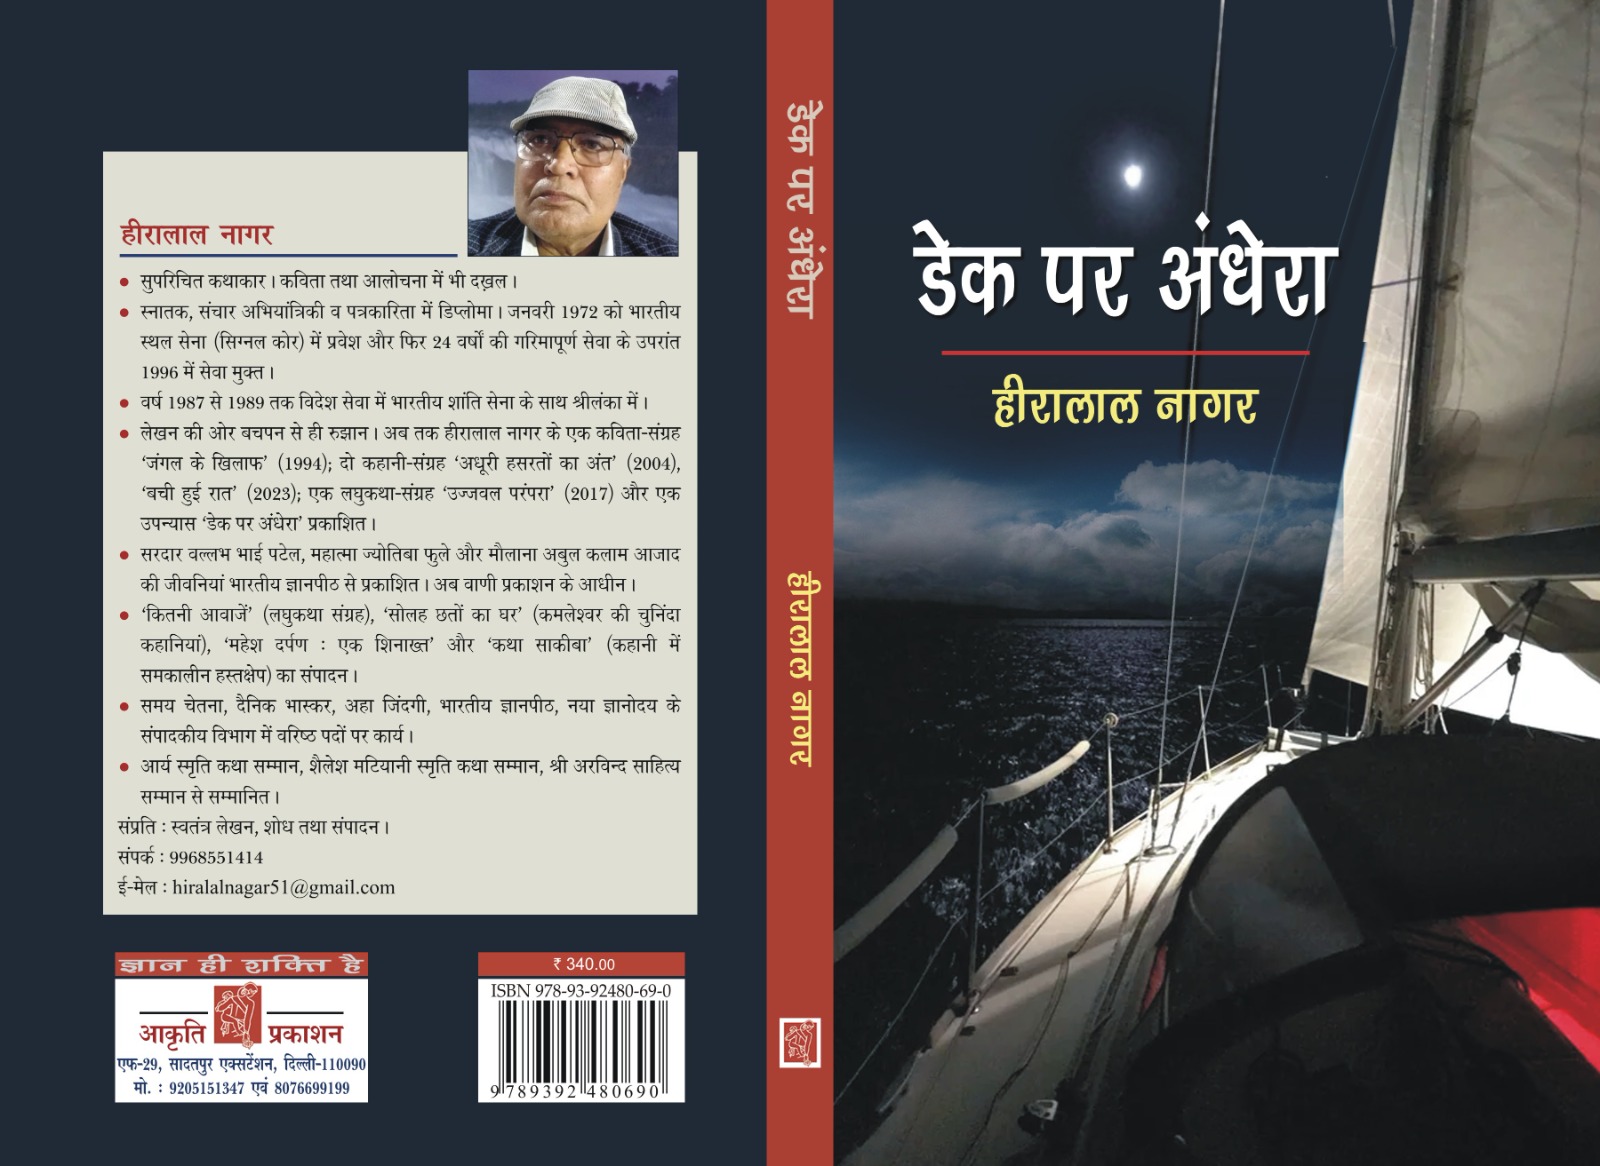 हीरालाल नागर
• सुपरिचित कथाकार। कविता तथा आलोचना में भी दख़ल।
• स्नातक, संचार अभियांत्रिकी व पत्रकारिता में डिप्लोमा। जनवरी 1972 को भारतीय
स्थल सेना (सिग्नल कोर) में प्रवेश और फिर 24 वर्षों की गरिमापूर्ण सेवा के उपरांत
1996 में सेवा मुक्त।
• वर्ष 1987 से 1989 तक विदेश सेवा में भारतीय शांति सेना के साथ श्रीलंका में।
• लेखन की ओर बचपन से ही रुझान। अब तक हीरालाल नागर के एक कविता-संग्रह
‘जंगल के खिलाफ’ (1994); दो कहानी-संग्रह ‘अधूरी हसरतों का अंत’ (2004),
‘बची हुई रात’ (2023); एक लघुकथा-संग्रह ‘उज्जवल परंपरा’ (2017) और एक
उपन्यास ‘डेक पर अंधेरा’ प्रकाशित।
• सरदार वल्लभ भाई पटेल, महात्मा ज्योतिबा फुले और मौलाना अबुल कलाम आजाद
की जीवनियां भारतीय ज्ञानपीठ से प्रकाशित। अब वाणी प्रकाशन के आधीन।
• ‘कितनी आवाजें’ (लघुकथा संग्रह), ‘सोलह छतों का घर’ (कमलेश्वर की चुनिंदा
कहानियां), ‘महेश दर्पण : एक शिनाख्त’ और ‘कथा साकीबा’ (कहानी में
समकालीन हस्तक्षेप) का संपादन।
• समय चेतना, दैनिक भास्कर, अहा जिंदगी, भारतीय ज्ञानपीठ, नया ज्ञानोदय के
संपादकीय विभाग में वरिष्ठ पदों पर कार्य।
• आर्य स्मृति कथा सम्मान, शैलेश मटियानी स्मृति कथा सम्मान, श्री अरविन्द साहित्य
सम्मान से सम्मानित।
संप्रति : स्वतंत्र लेखन, शोध तथा संपादन।
संपर्क : 9968551414
ई-मेल : hiralalnagar51@gmail.com
ज्ञान ही शक्ति है
आकृति प्रकाशन
एफ-29, सादतपुर एक्सटेंशन, दिल्ली-110090
मो. : 9205151347 एवं 8076699199
₹ 340.00
ISBN 978-93-92480-69-0
9 789392 480690
डेक पर अंधेरा
हीरालाल नागर
डेक पर अंधेरा
हीरालाल नागर